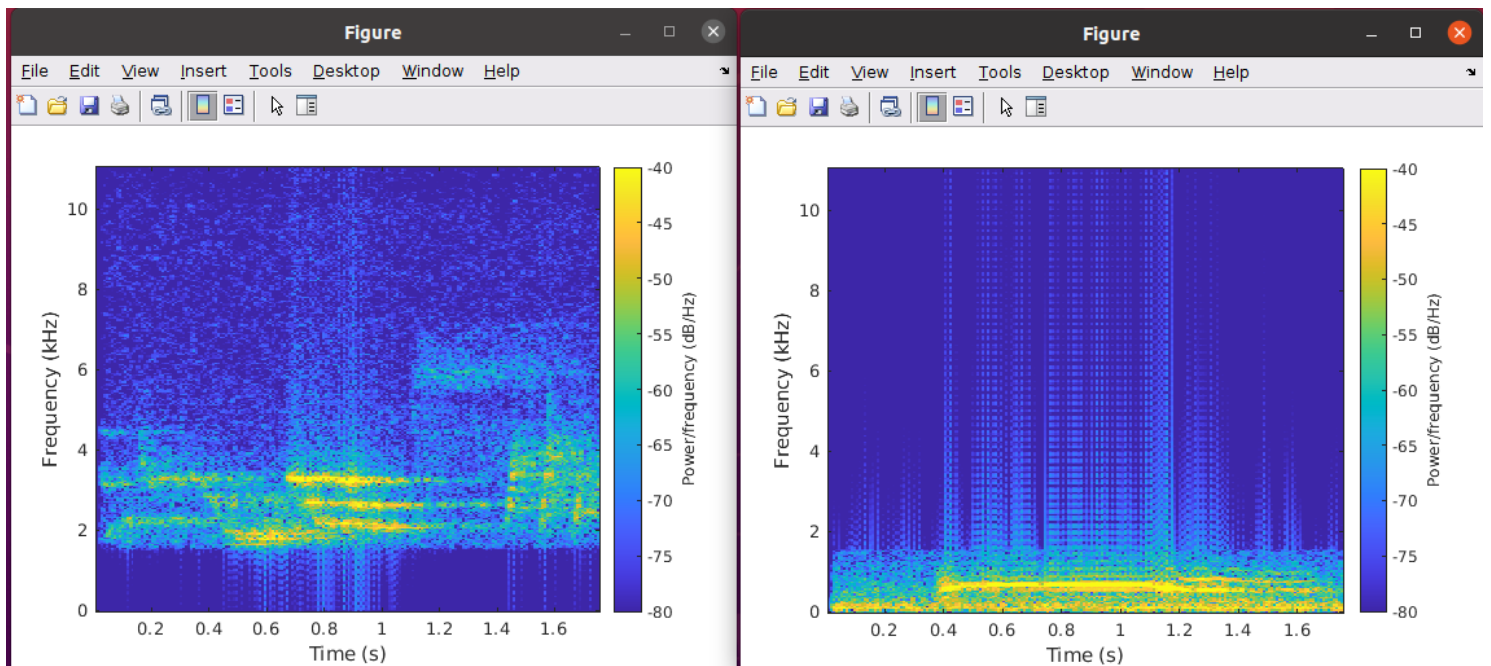 Figure
File Edit View Insert Tools Desktop Window Help
10
8
6
4
2
0
Frequency (kHz)
0.2 0.4 0.6 0.8 1 1.2 1.4 1.6
Time (s)
-40
-45
-50
-55
-60
-65
-70
-75
-80
Power/frequency (dB/Hz)
Figure
File Edit View Insert Tools Desktop Window Help
10
8
6
4
2
0
Frequency (kHz)
0.2 0.4 0.6 0.8 1 1.2 1.4 1.6
Time (s)
-40
-45
-50
-55
-60
-65
-70
-75
-80
Power/frequency (dB/Hz)